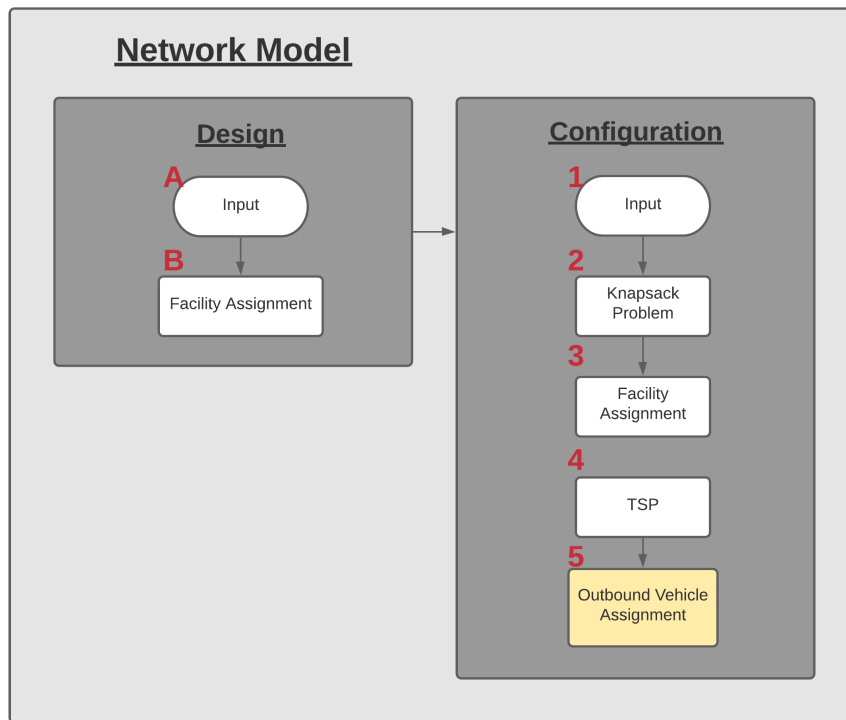 Network Model
Design
A
Input
B
Facility Assignment
Configuration
1
Input
2
Knapsack
Problem
3
Facility
Assignment
4
TSP
5
Outbound Vehicle
Assignment